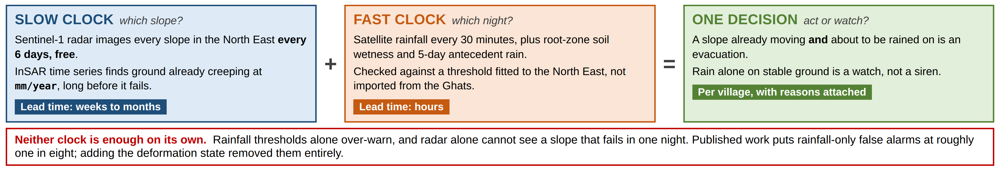 SLOW CLOCK which slope?
Sentinel-1 radar images every slope in the North East every
6 days, free.
InSAR time series finds ground already creeping at
mm/year, long before it fails.
Lead time: weeks to months
+
FAST CLOCK which night?
Satellite rainfall every 30 minutes, plus root-zone soil
wetness and 5-day antecedent rain.
Checked against a threshold fitted to the North East, not
imported from the Ghats.
Lead time: hours
=
ONE DECISION act or watch?
A slope already moving and about to be rained on is an
evacuation.
Rain alone on stable ground is a watch, not a siren.
Per village, with reasons attached
Neither clock is enough on its own. Rainfall thresholds alone over-warn, and radar alone cannot see a slope that fails in one night. Published work puts rainfall-only false alarms at roughly
one in eight; adding the deformation state removed them entirely.